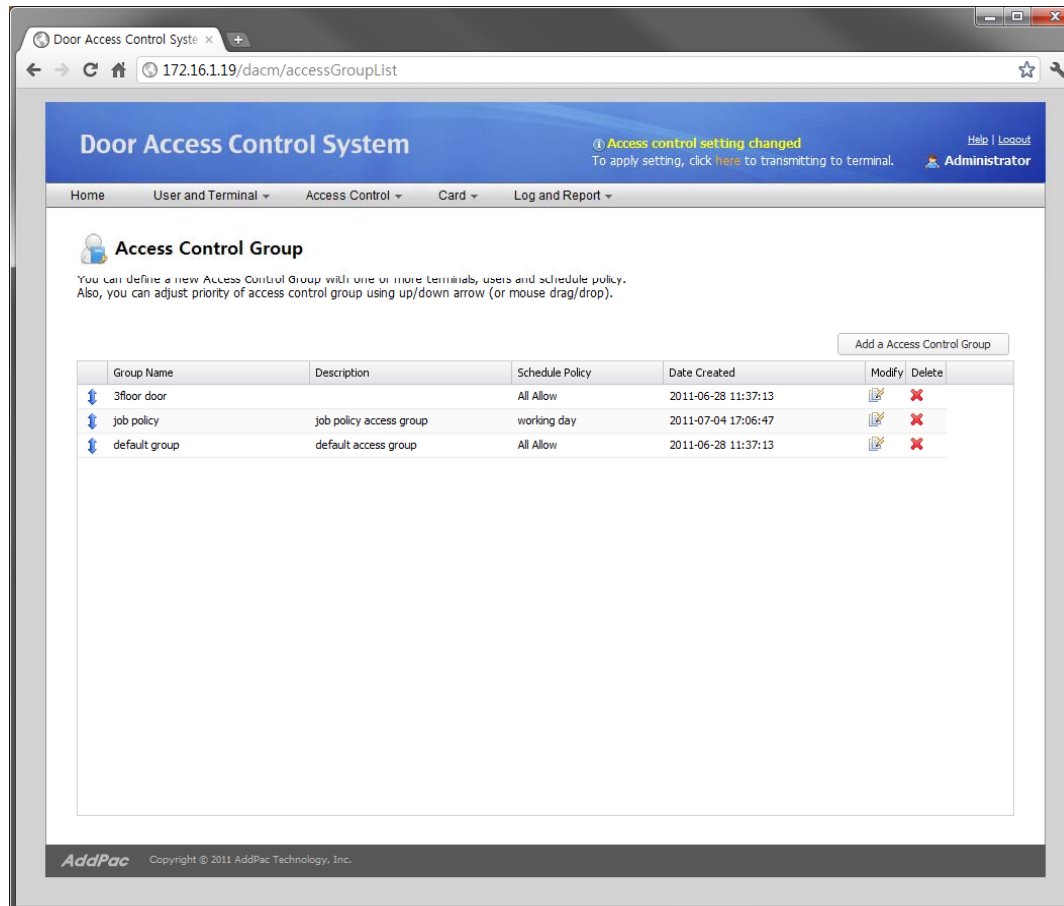 Door Access Control Syste
172.16.1.19/dacm/accessGroupList
Door Access Control System
Access control setting changed
To apply setting, click here to transmitting to terminal.
Help | Logout
Administrator
Home User and Terminal Access Control Card Log and Report
Access Control Group
You can define a new Access Control Group with one or more terminals, users and schedule policy.
Also, you can adjust priority of access control group using up/down arrow (or mouse drag/drop).
Add a Access Control Group
Group Name Description Schedule Policy Date Created Modify Delete
3floor door All Allow 2011-06-28 11:37:13
job policy job policy access group working day 2011-07-04 17:06:47
default group default access group All Allow 2011-06-28 11:37:13
AddPac Copyright © 2011 AddPac Technology, Inc.